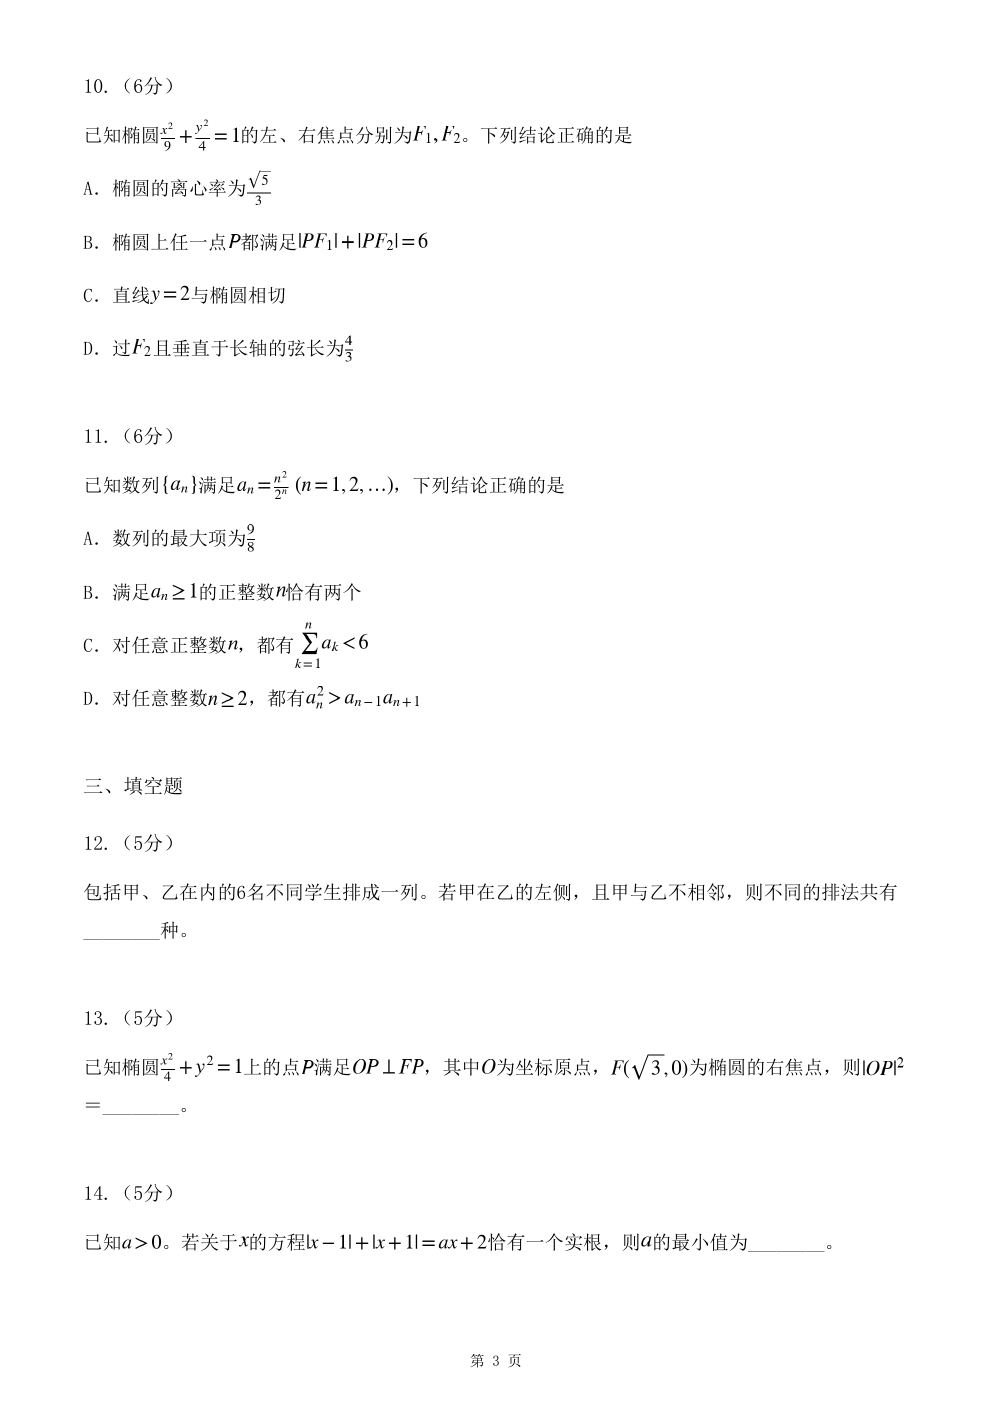 10.（6分）
已知椭圆x²/9+y²/4=1的左、右焦点分别为F₁,F₂。下列结论正确的是
A. 椭圆的离心率为√5/3
B. 椭圆上任一点P都满足|PF₁|+|PF₂|=6
C. 直线y=2与椭圆相切
D. 过F₂且垂直于长轴的弦长为4/3
11.（6分）
已知数列{aₙ}满足aₙ=n²/2ⁿ (n=1,2,…)，下列结论正确的是
A. 数列的最大项为9/8
B. 满足aₙ≥1的正整数n恰有两个
C. 对任意正整数n，都有∑_{k=1}^{n}aₖ<6
D. 对任意整数n≥2，都有aₙ²>aₙ₋₁aₙ₊₁
三、填空题
12.（5分）
包括甲、乙在内的6名不同学生排成一列。若甲在乙的左侧，且甲与乙不相邻，则不同的排法共有
________种。
13.（5分）
已知椭圆x²/4+y²=1上的点P满足OP⊥FP，其中O为坐标原点，F(√3,0)为椭圆的右焦点，则|OP|²
=________。
14.（5分）
已知a>0。若关于x的方程|x−1|+|x+1|=ax+2恰有一个实根，则a的最小值为________。
第 3 页